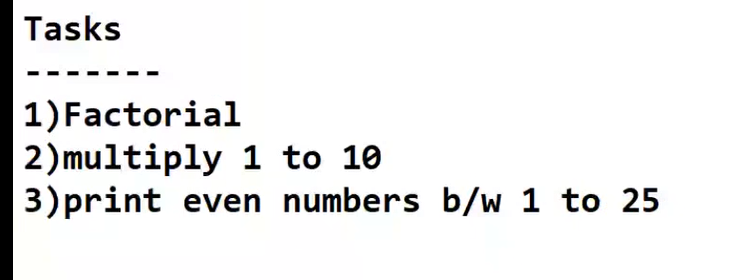 Tasks
-------
1)Factorial
2)multiply 1 to 10
3)print even numbers b/w 1 to 25